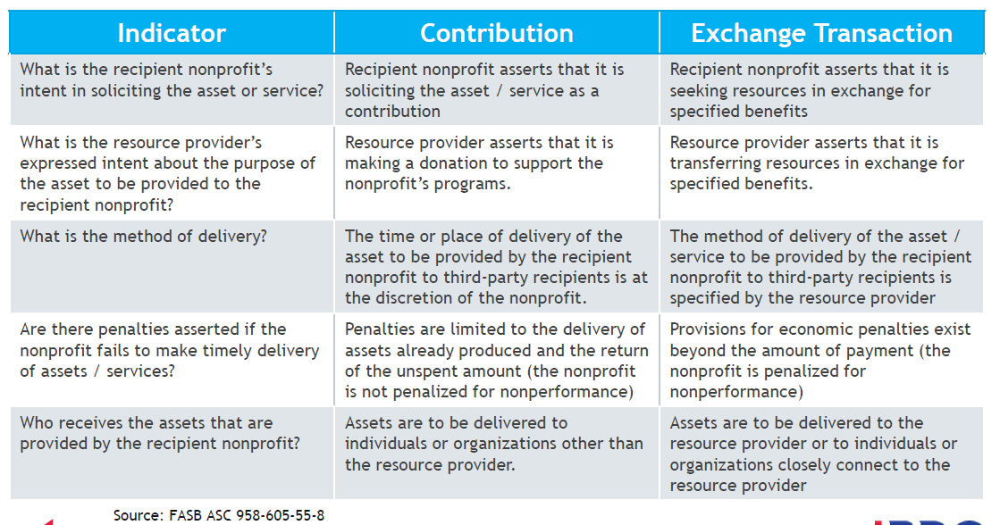 Indicator
Contribution
Exchange Transaction
What is the recipient nonprofit's
intent in soliciting the asset or service?
Recipient nonprofit asserts that it is
soliciting the asset / service as a
contribution
Recipient nonprofit asserts that it is
seeking resources in exchange for
specified benefits
What is the resource provider's
expressed intent about the purpose of
the asset to be provided to the
recipient nonprofit?
Resource provider asserts that it is
making a donation to support the
nonprofit's programs.
Resource provider asserts that it is
transferring resources in exchange for
specified benefits.
What is the method of delivery?
The time or place of delivery of the
asset to be provided by the recipient
nonprofit to third-party recipients is at
the discretion of the nonprofit.
The method of delivery of the asset /
service to be provided by the recipient
nonprofit to third-party recipients is
specified by the resource provider
Are there penalties asserted if the
nonprofit fails to make timely delivery
of assets / services?
Penalties are limited to the delivery of
assets already produced and the return
of the unspent amount (the nonprofit
is not penalized for nonperformance)
Provisions for economic penalties exist
beyond the amount of payment (the
nonprofit is penalized for
nonperformance)
Who receives the assets that are
provided by the recipient nonprofit?
Assets are to be delivered to
individuals or organizations other than
the resource provider.
Assets are to be delivered to the
resource provider or to individuals or
organizations closely connect to the
resource provider
Source: FASB ASC 958-605-55-8